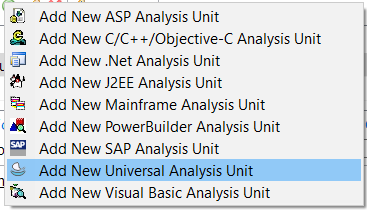 Add New ASP Analysis Unit
Add New C/C++/Objective-C Analysis Unit
Add New .Net Analysis Unit
Add New J2EE Analysis Unit
Add New Mainframe Analysis Unit
Add New PowerBuilder Analysis Unit
SAP Add New SAP Analysis Unit
Add New Universal Analysis Unit
Add New Visual Basic Analysis Unit